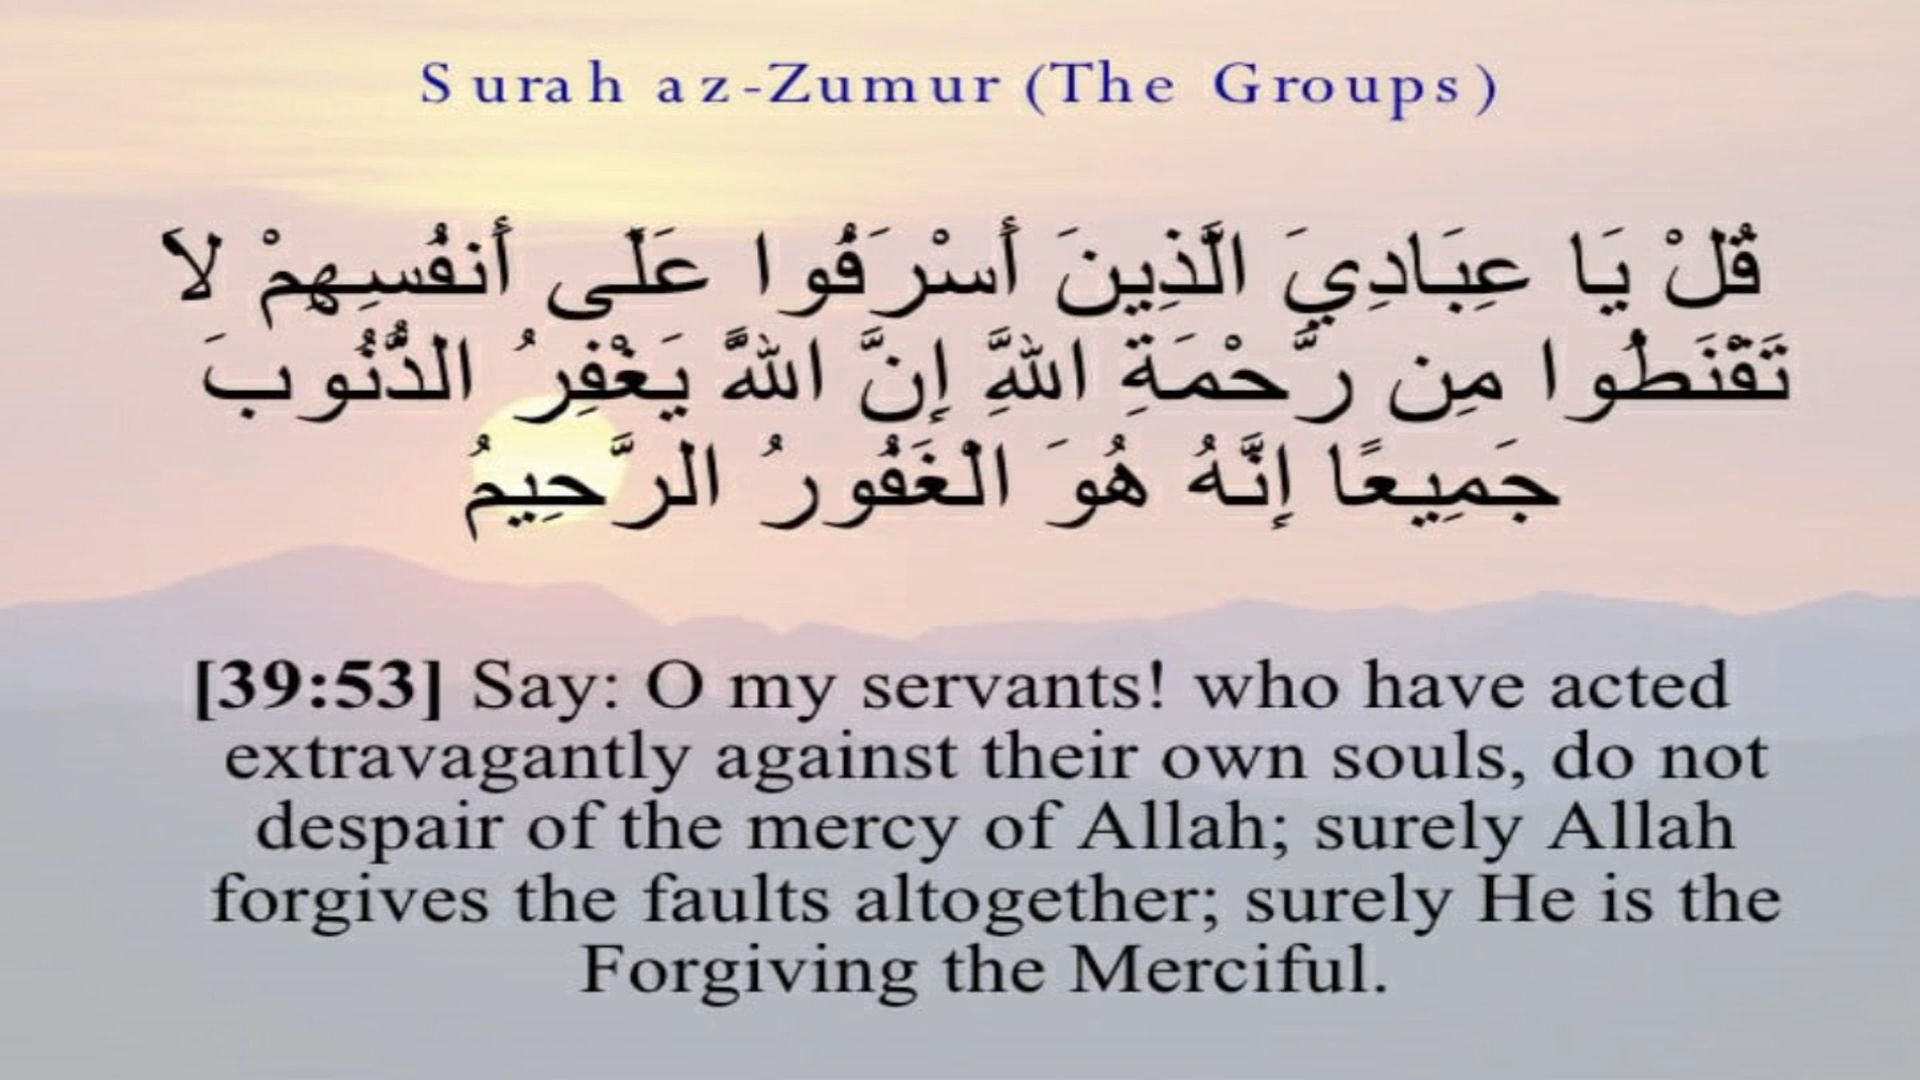 Surah az-Zumur (The Groups)
قُلْ يَا عِبَادِيَ الَّذِينَ أَسْرَفُوا عَلَى أَنفُسِهِمْ لَا
تَقْنَطُوا مِن رَّحْمَةِ اللَّهِ إِنَّ اللَّهَ يَغْفِرُ الذُّنُوبَ
جَمِيعًا إِنَّهُ هُوَ الْغَفُورُ الرَّحِيمُ
[39:53] Say: O my servants! who have acted
extravagantly against their own souls, do not
despair of the mercy of Allah; surely Allah
forgives the faults altogether; surely He is the
Forgiving the Merciful.